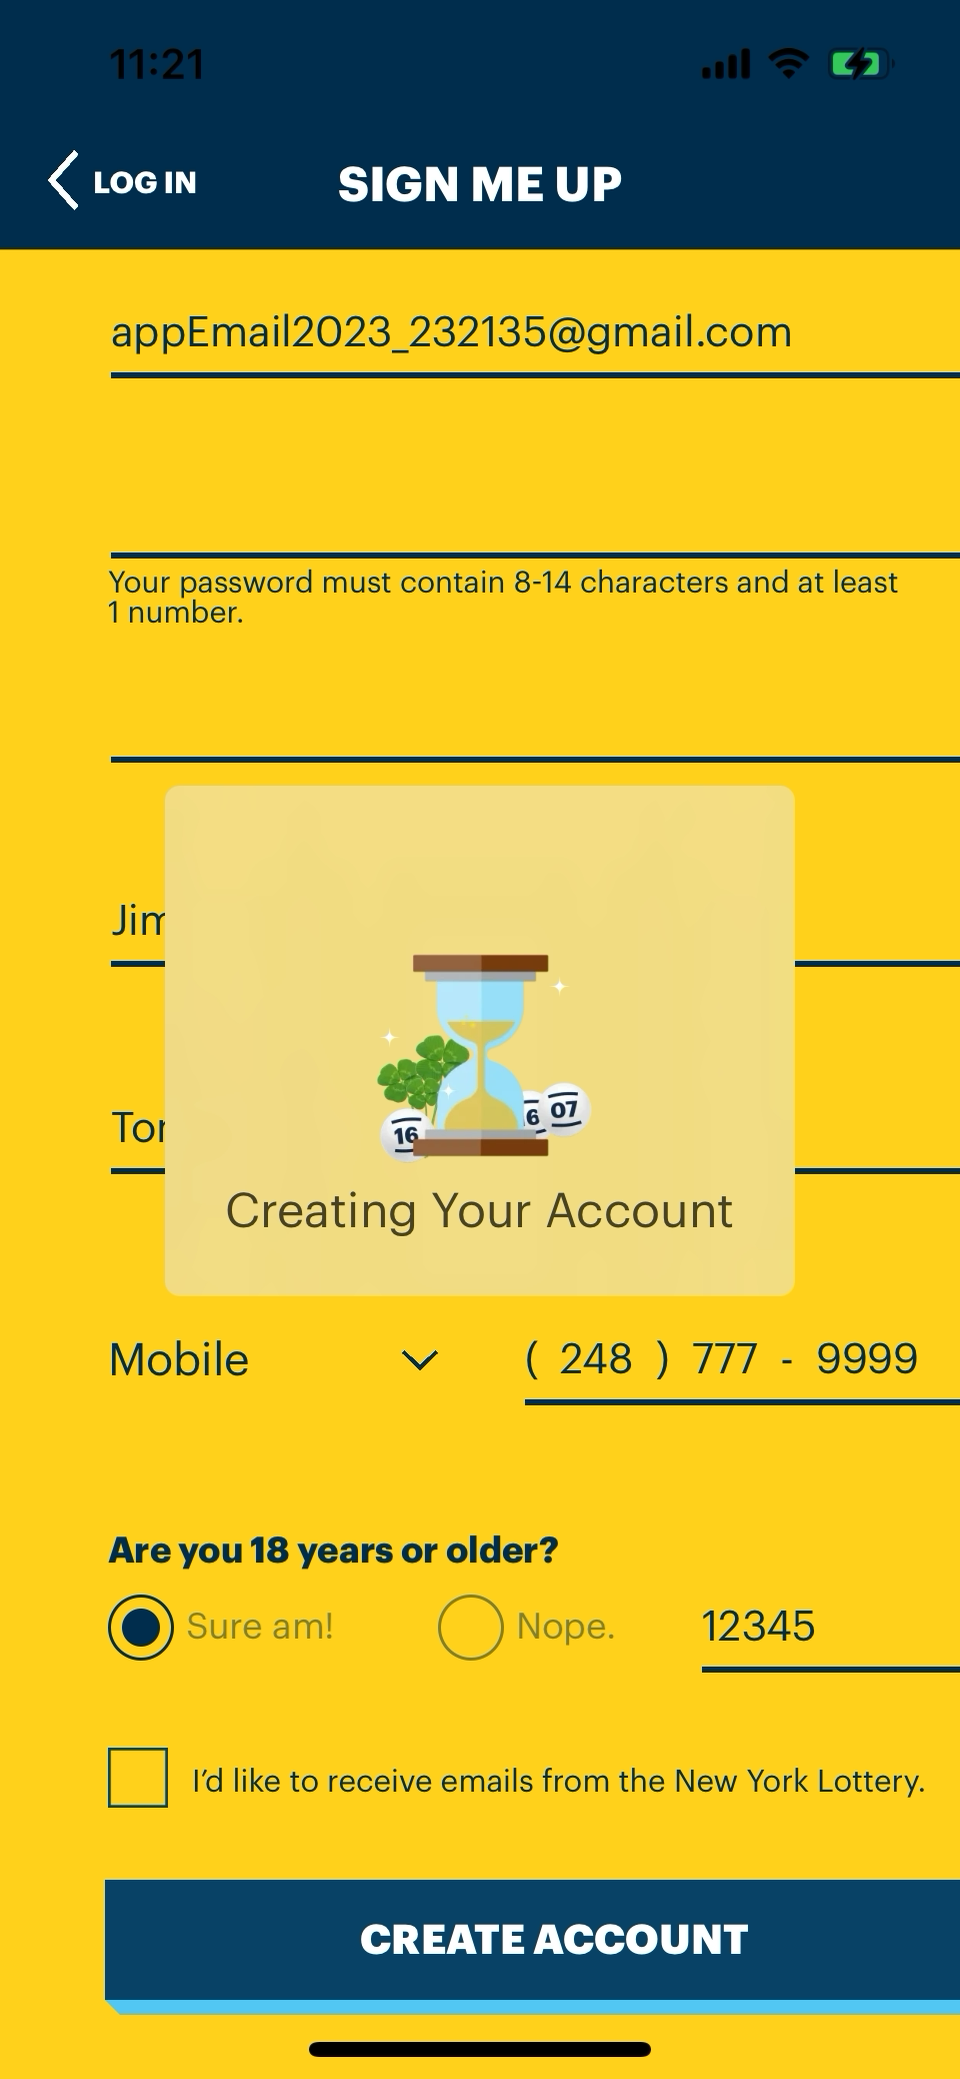 11:21
LOG IN
SIGN ME UP
appEmail2023_232135@gmail.com
Your password must contain 8-14 characters and at least
1 number.
16
6
07
Creating Your Account
Mobile
( 248 ) 777 - 9999
Are you 18 years or older?
Sure am!
Nope.
12345
I’d like to receive emails from the New York Lottery.
CREATE ACCOUNT